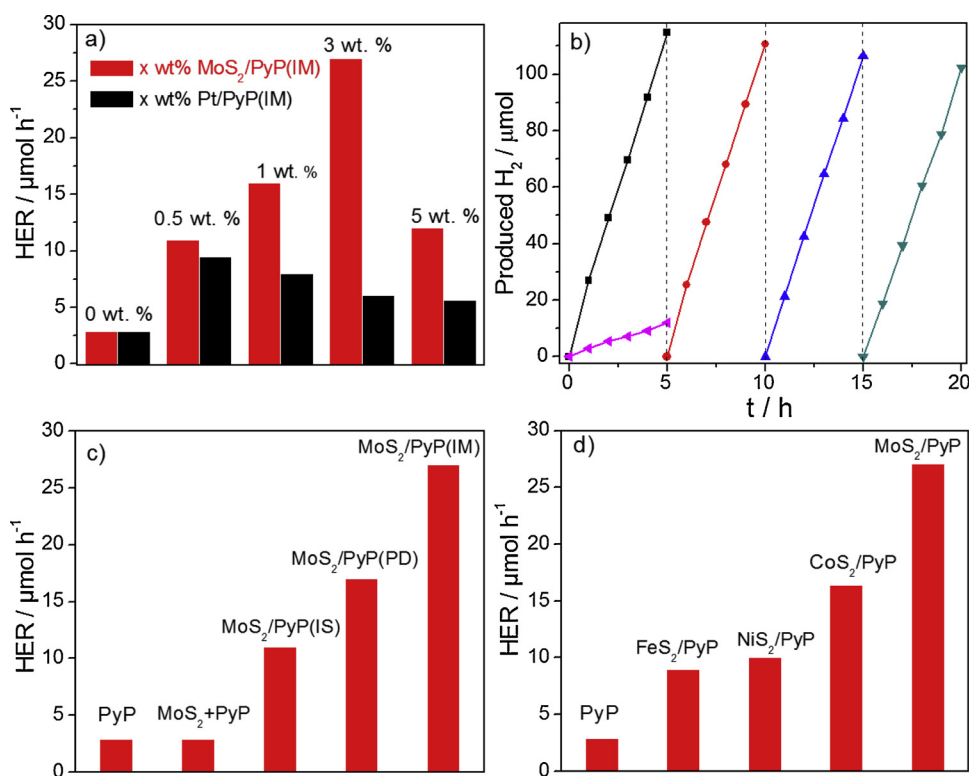 a)
HER / μmol h⁻¹
30
25
20
15
10
5
0
x wt% MoS₂/PyP(IM)
x wt% Pt/PyP(IM)
0 wt. %
0.5 wt. %
1 wt. %
3 wt. %
5 wt. %
b)
Produced H₂ / μmol
100
80
60
40
20
0
0 5 10 15 20
t / h
c)
HER / μmol h⁻¹
30
25
20
15
10
5
0
PyP
MoS₂+PyP
MoS₂/PyP(IS)
MoS₂/PyP(PD)
MoS₂/PyP(IM)
d)
HER / μmol h⁻¹
30
25
20
15
10
5
0
PyP
FeS₂/PyP
NiS₂/PyP
CoS₂/PyP
MoS₂/PyP